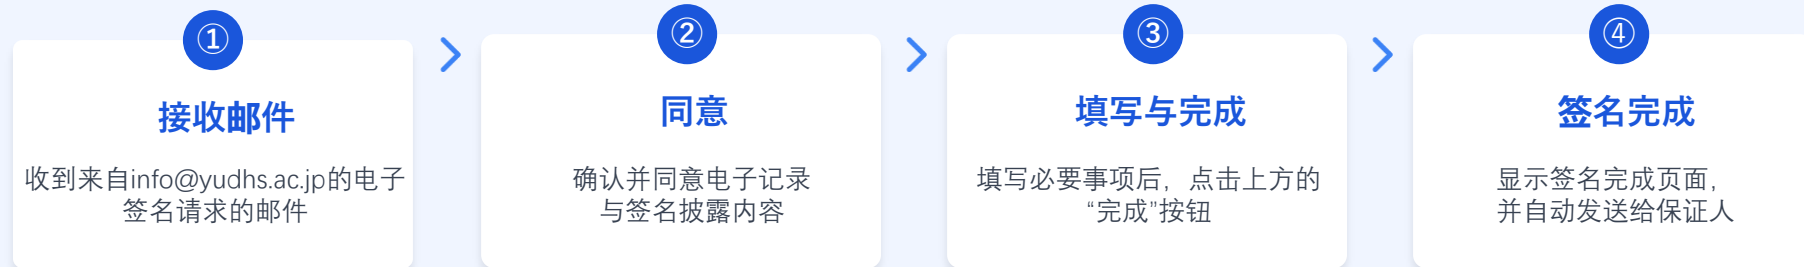 ①
接收邮件
收到来自info@yudhs.ac.jp的电子
签名请求的邮件
②
同意
确认并同意电子记录
与签名披露内容
③
填写与完成
填写必要事项后，点击上方的
“完成”按钮
④
签名完成
显示签名完成页面，
并自动发送给保证人